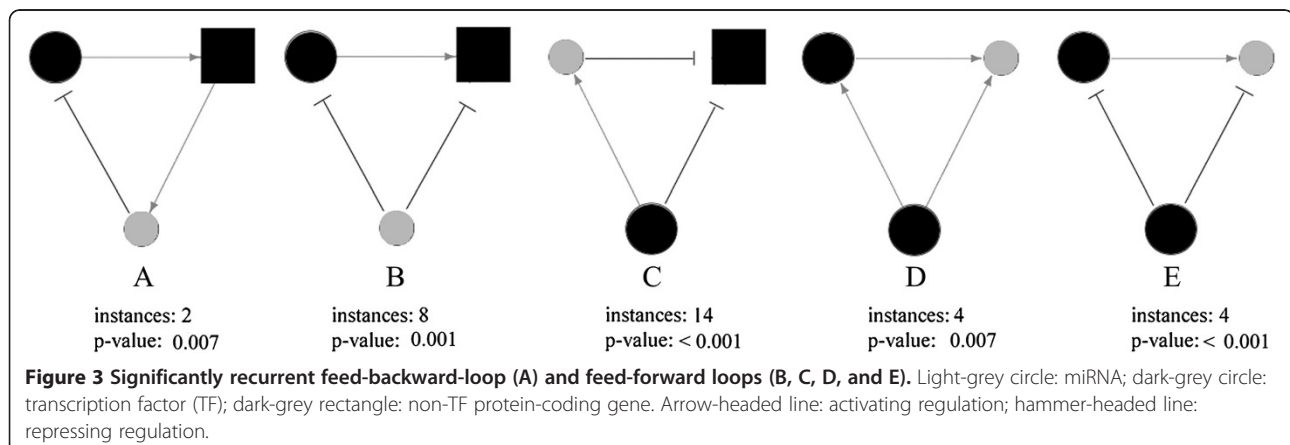 A B C D E
instances: 2 instances: 8 instances: 14 instances: 4 instances: 4
p-value: 0.007 p-value: 0.001 p-value: < 0.001 p-value: 0.007 p-value: < 0.001
Figure 3 Significantly recurrent feed-backward-loop (A) and feed-forward loops (B, C, D, and E). Light-grey circle: miRNA; dark-grey circle:
transcription factor (TF); dark-grey rectangle: non-TF protein-coding gene. Arrow-headed line: activating regulation; hammer-headed line:
repressing regulation.